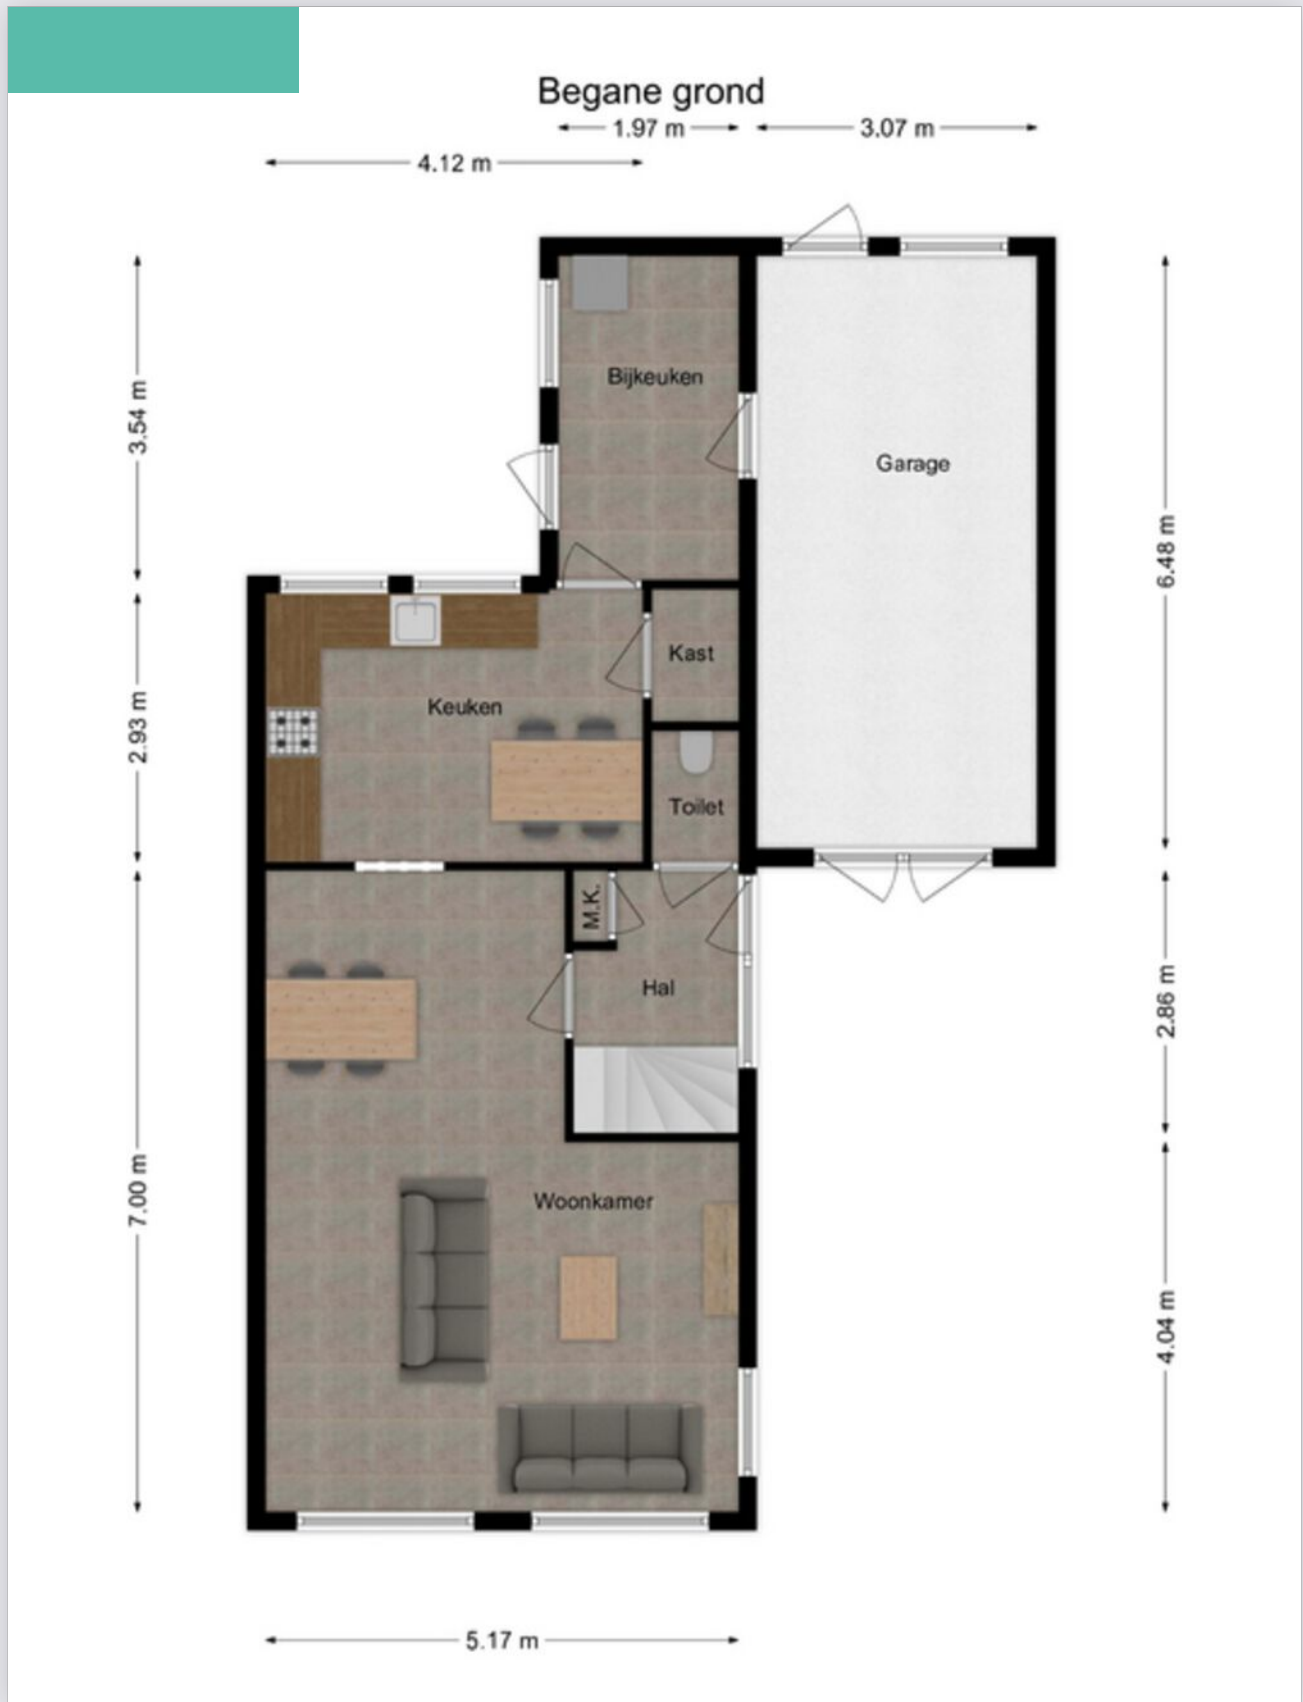 Begane grond
1.97 m
3.07 m
4.12 m
3.54 m
Bijkeuken
Garage
6.48 m
Kast
2.93 m
Keuken
Toilet
M.K.
Hal
2.86 m
7.00 m
Woonkamer
4.04 m
5.17 m